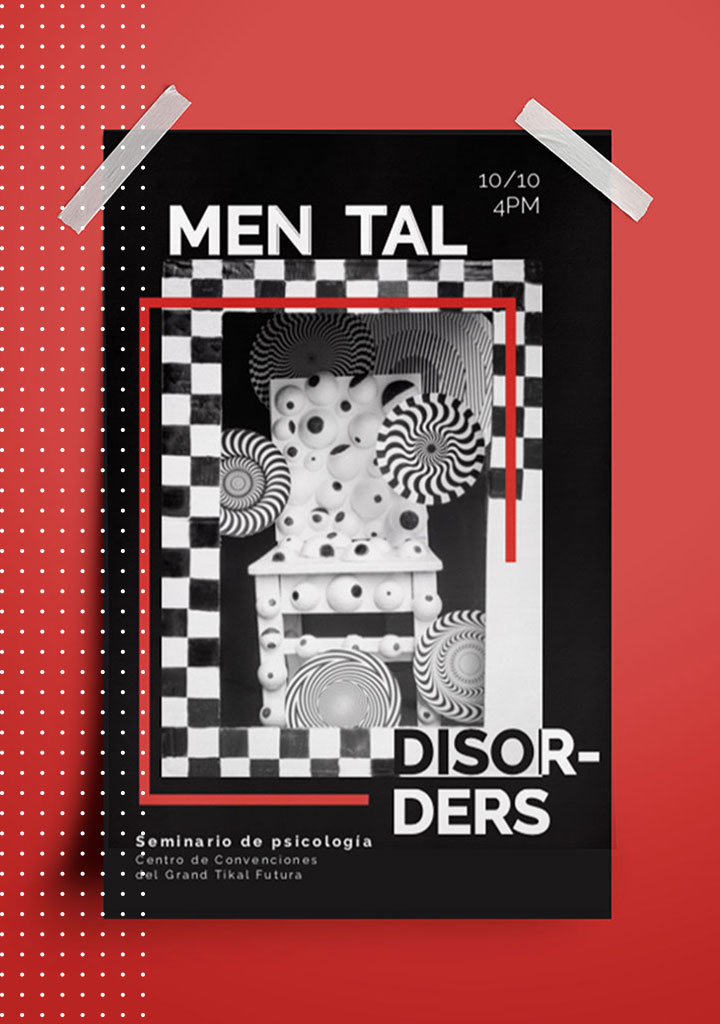 10/10
4PM
MEN TAL
DISOR-
DERS
Seminario de psicología
Centro de Convenciones
del Grand Tikal Futura